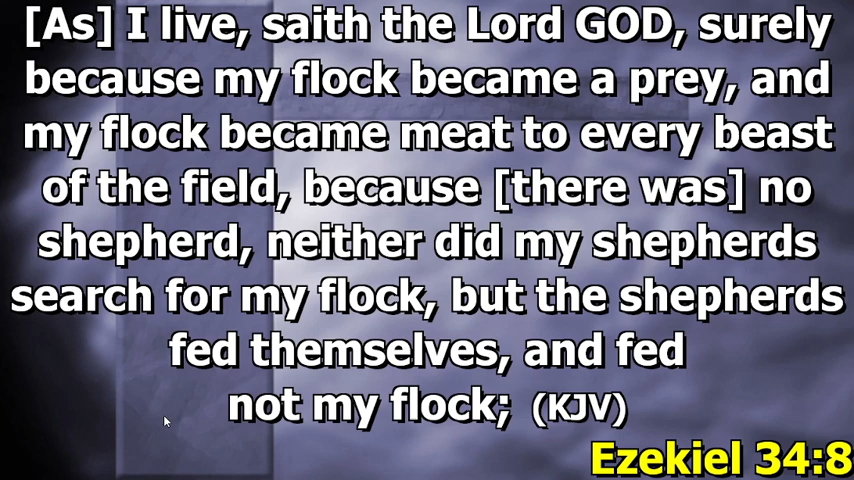 [As] I live, saith the Lord GOD, surely
because my flock became a prey, and
my flock became meat to every beast
of the field, because [there was] no
shepherd, neither did my shepherds
search for my flock, but the shepherds
fed themselves, and fed
not my flock; (KJV)
Ezekiel 34:8